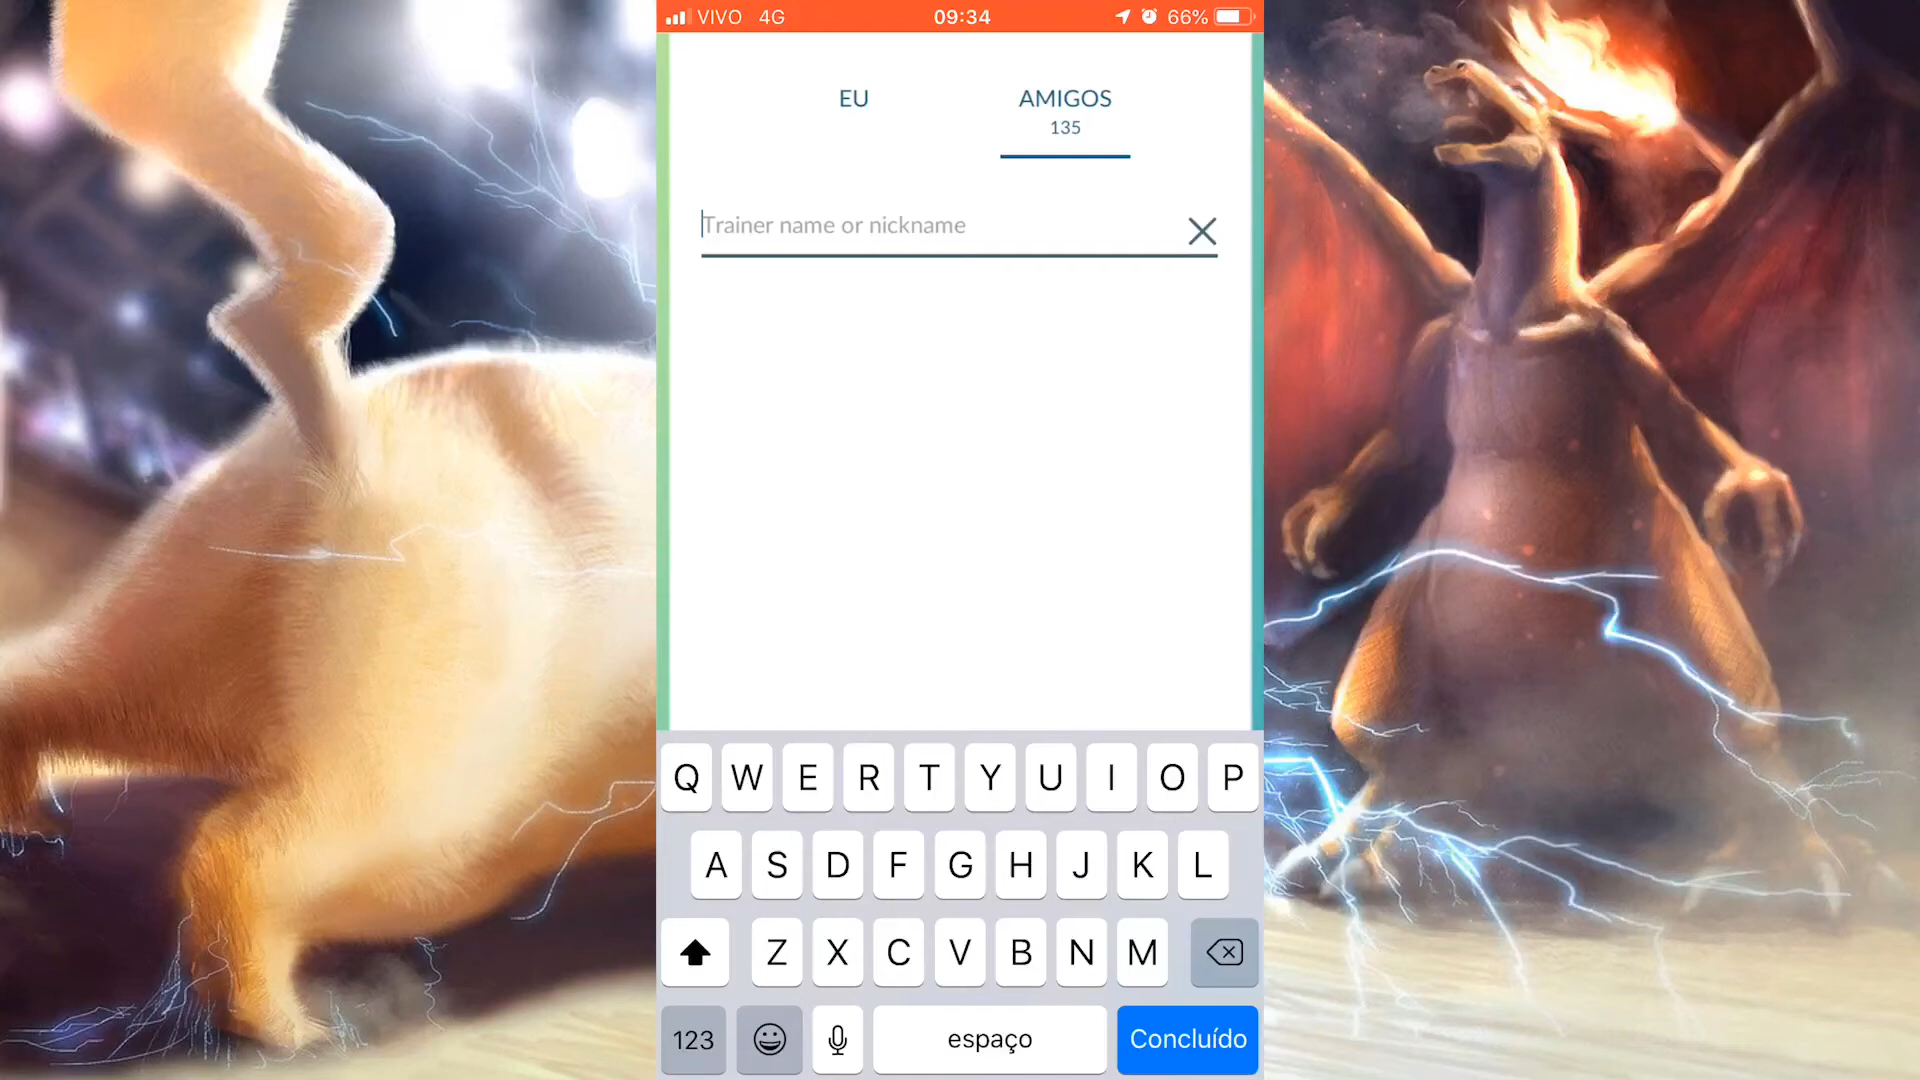 VIVO 4G 09:34 66%
EU AMIGOS
135
Trainer name or nickname
Q W E R T Y U I O P
A S D F G H J K L
Z X C V B N M
123 espaço Concluído